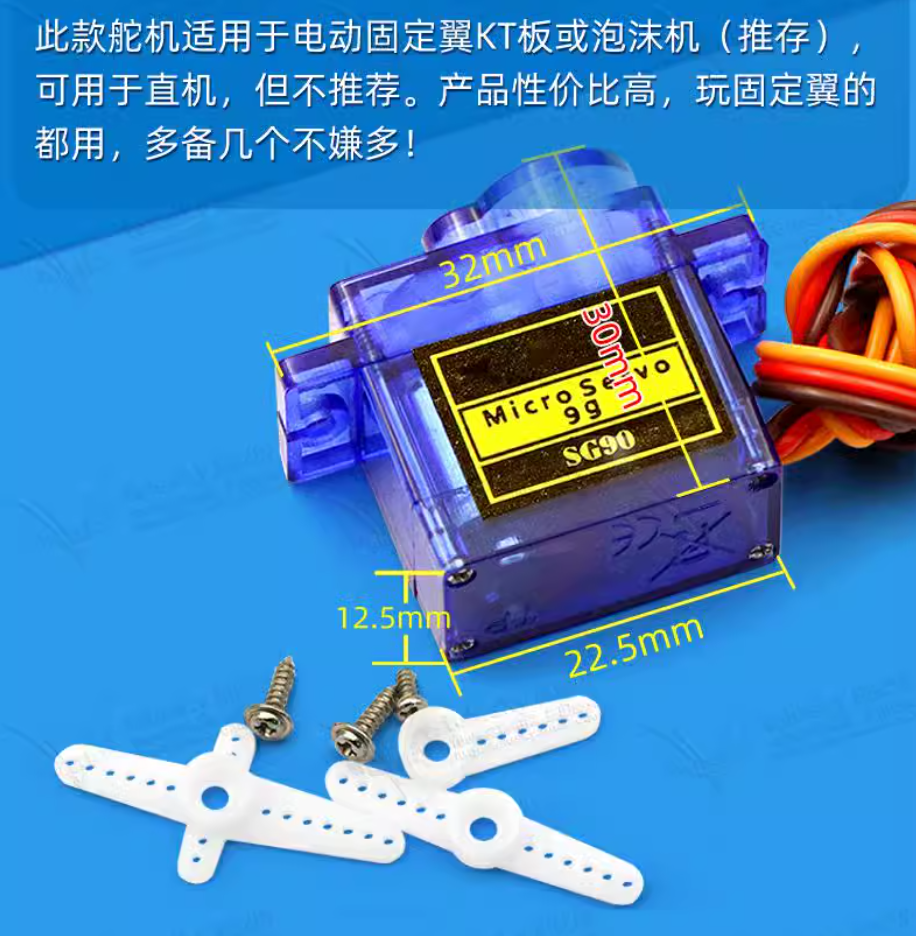 此款舵机适用于电动固定翼KT板或泡沫机（推存），
可用于直机，但不推荐。产品性价比高，玩固定翼的
都用，多备几个不嫌多！
32mm
30mm
Micro Servo
9g
SG90
12.5mm
22.5mm